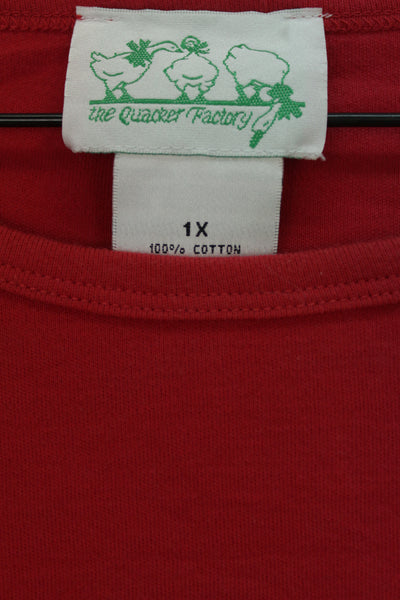 the Quacker Factory
1X
100% COTTON